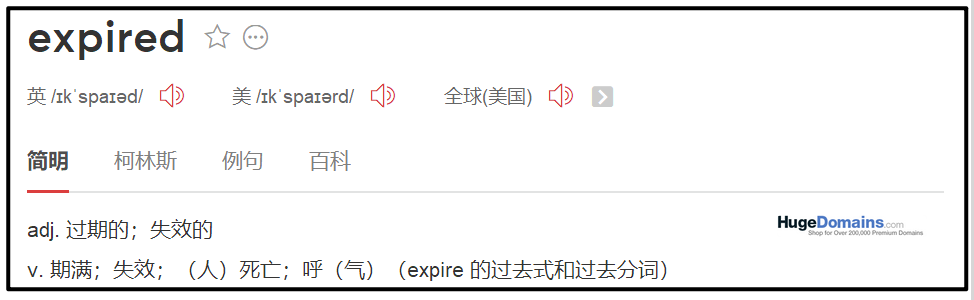 expired
英 /ɪkˈspaɪəd/ 美 /ɪkˈspaɪərd/ 全球(美国)
简明 柯林斯 例句 百科
adj. 过期的；失效的
HugeDomains.com
Shop for Over 200,000 Premium Domains
v. 期满；失效；（人）死亡；呼（气）（expire 的过去式和过去分词）